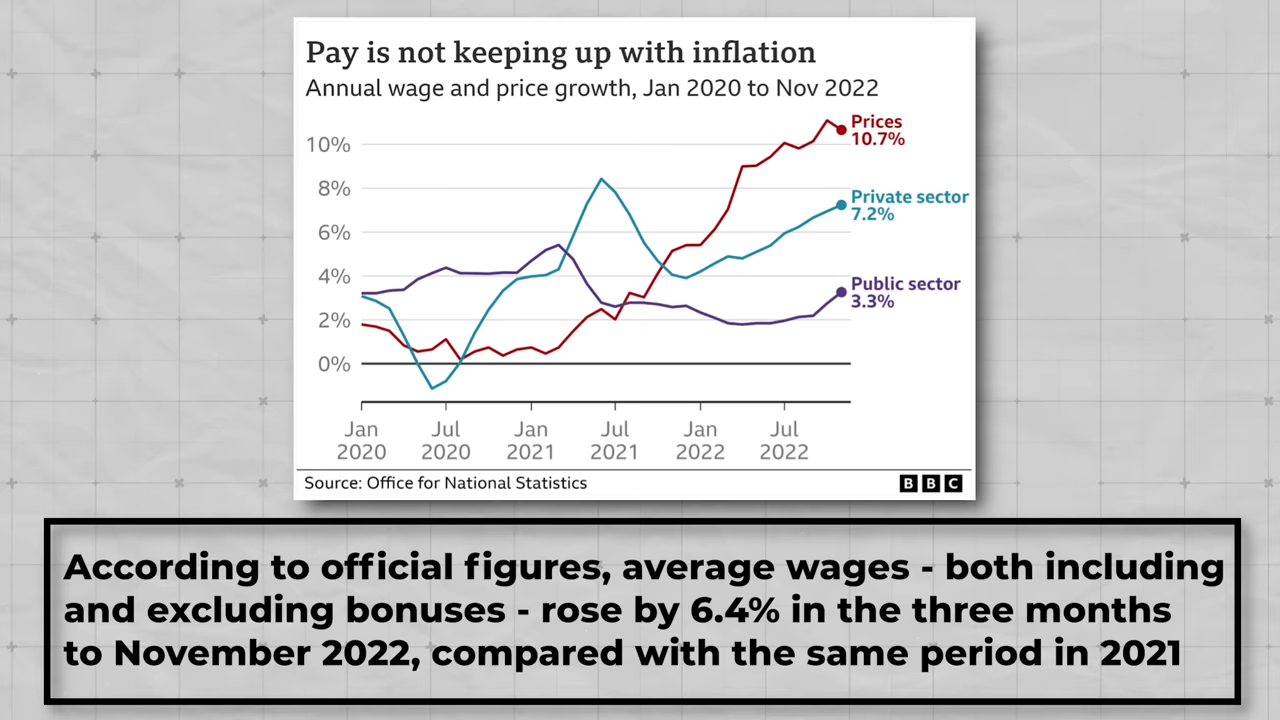 Pay is not keeping up with inflation
Annual wage and price growth, Jan 2020 to Nov 2022
10%
8%
6%
4%
2%
0%
Prices
10.7%
Private sector
7.2%
Public sector
3.3%
Jan Jul Jan Jul Jan Jul
2020 2020 2021 2021 2022 2022
Source: Office for National Statistics
BBC
According to official figures, average wages - both including
and excluding bonuses - rose by 6.4% in the three months
to November 2022, compared with the same period in 2021